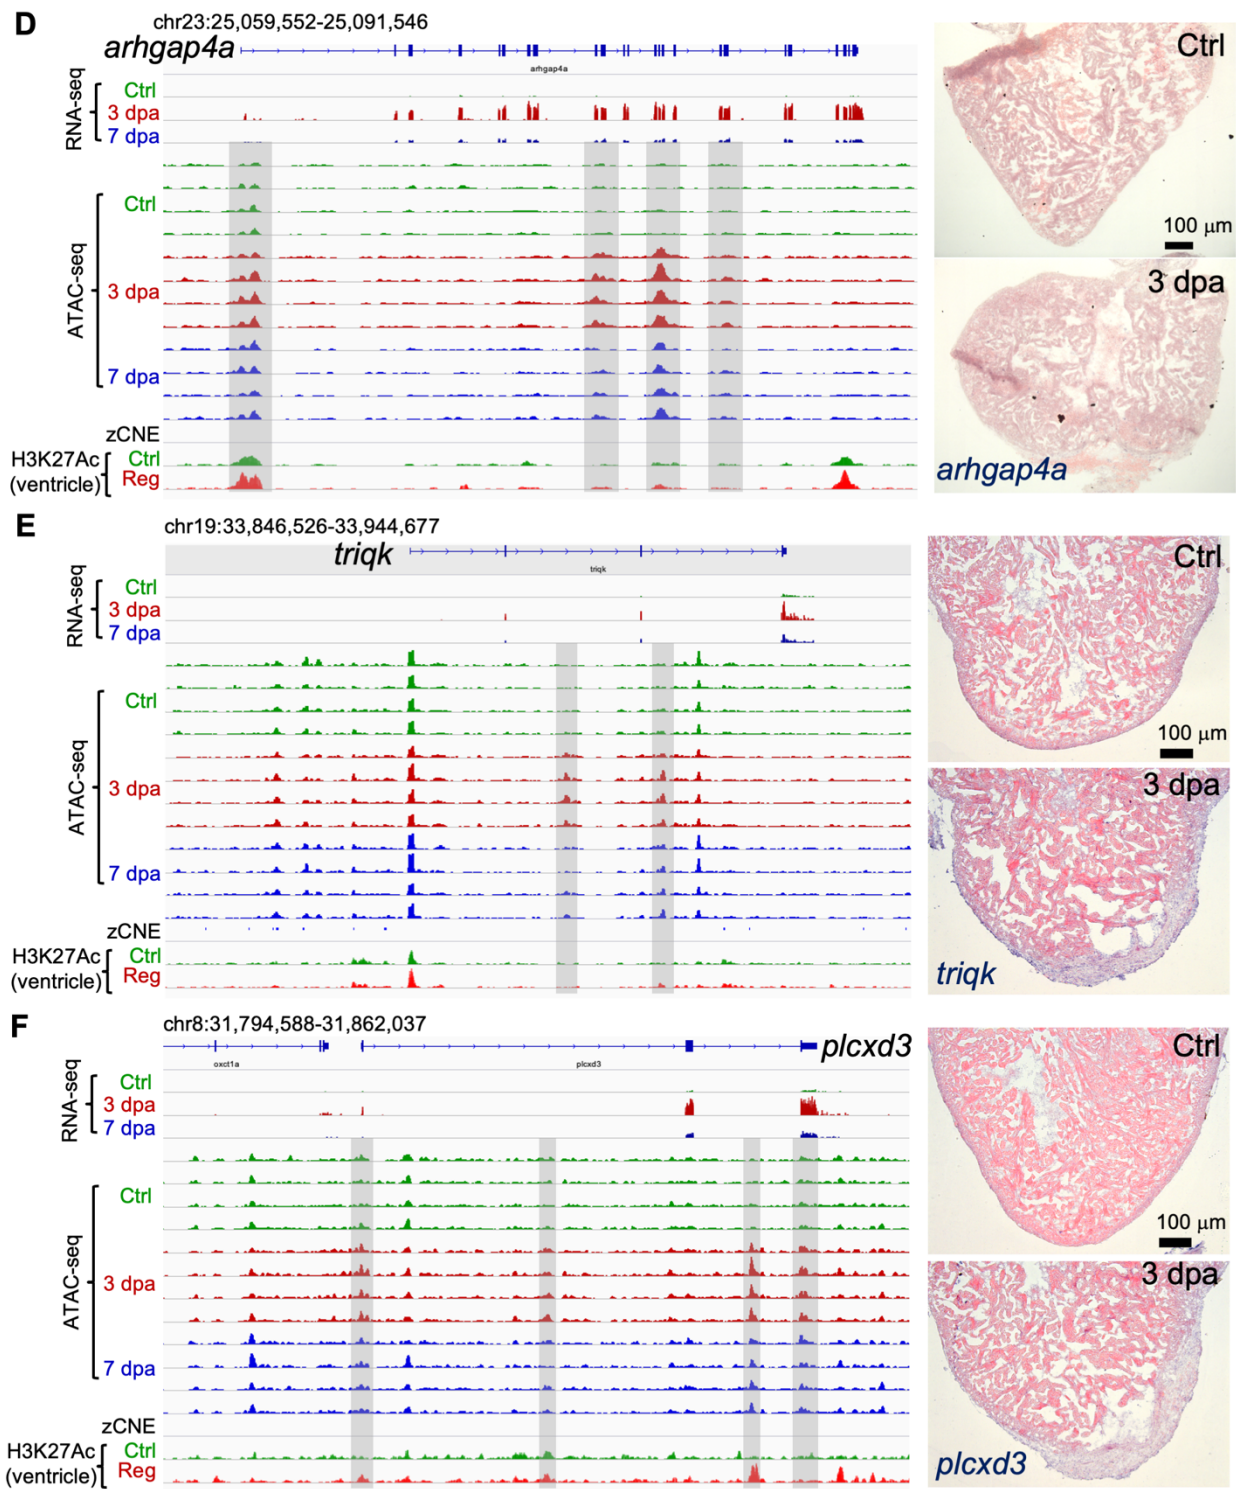 D
chr23:25,059,552-25,091,546
arhgap4a
arhgap4a
RNA-seq
Ctrl
3 dpa
7 dpa
ATAC-seq
Ctrl
3 dpa
7 dpa
zCNE
H3K27Ac
(ventricle)
Ctrl
Reg
Ctrl
100 μm
3 dpa
arhgap4a
E
chr19:33,846,526-33,944,677
triqk
triqk
RNA-seq
Ctrl
3 dpa
7 dpa
ATAC-seq
Ctrl
3 dpa
7 dpa
zCNE
H3K27Ac
(ventricle)
Ctrl
Reg
Ctrl
100 μm
3 dpa
triqk
F
chr8:31,794,588-31,862,037
plcxd3
oxct1a
plcxd3
RNA-seq
Ctrl
3 dpa
7 dpa
ATAC-seq
Ctrl
3 dpa
7 dpa
zCNE
H3K27Ac
(ventricle)
Ctrl
Reg
Ctrl
100 μm
3 dpa
plcxd3